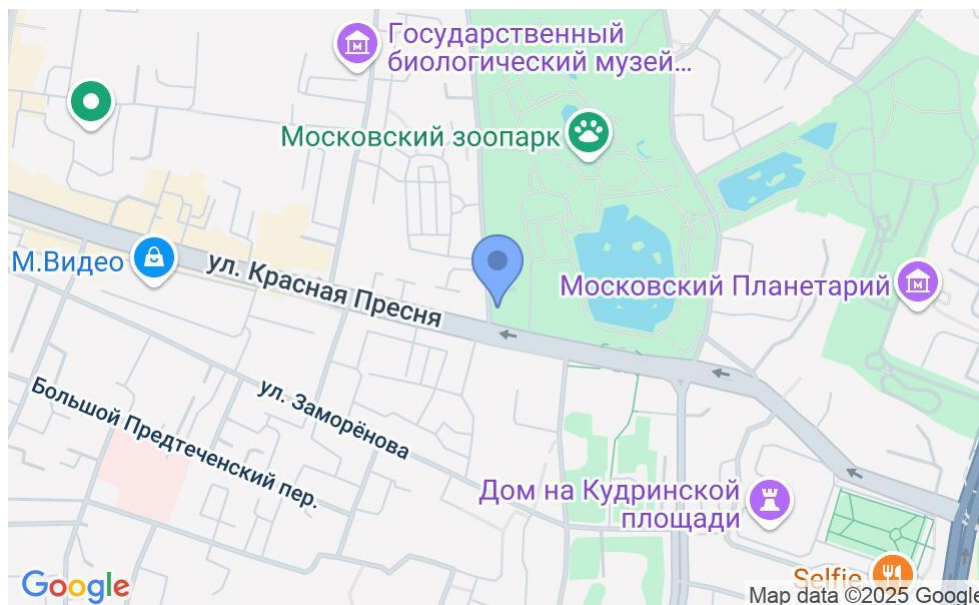 Государственный
биологический музей...
Московский зоопарк
М.Видео
ул. Красная Пресня
Московский Планетарий
ул. Заморёнова
Большой Предтеченский пер.
Дом на Кудринской
площади
Selfie
Google
Map data ©2025 Google